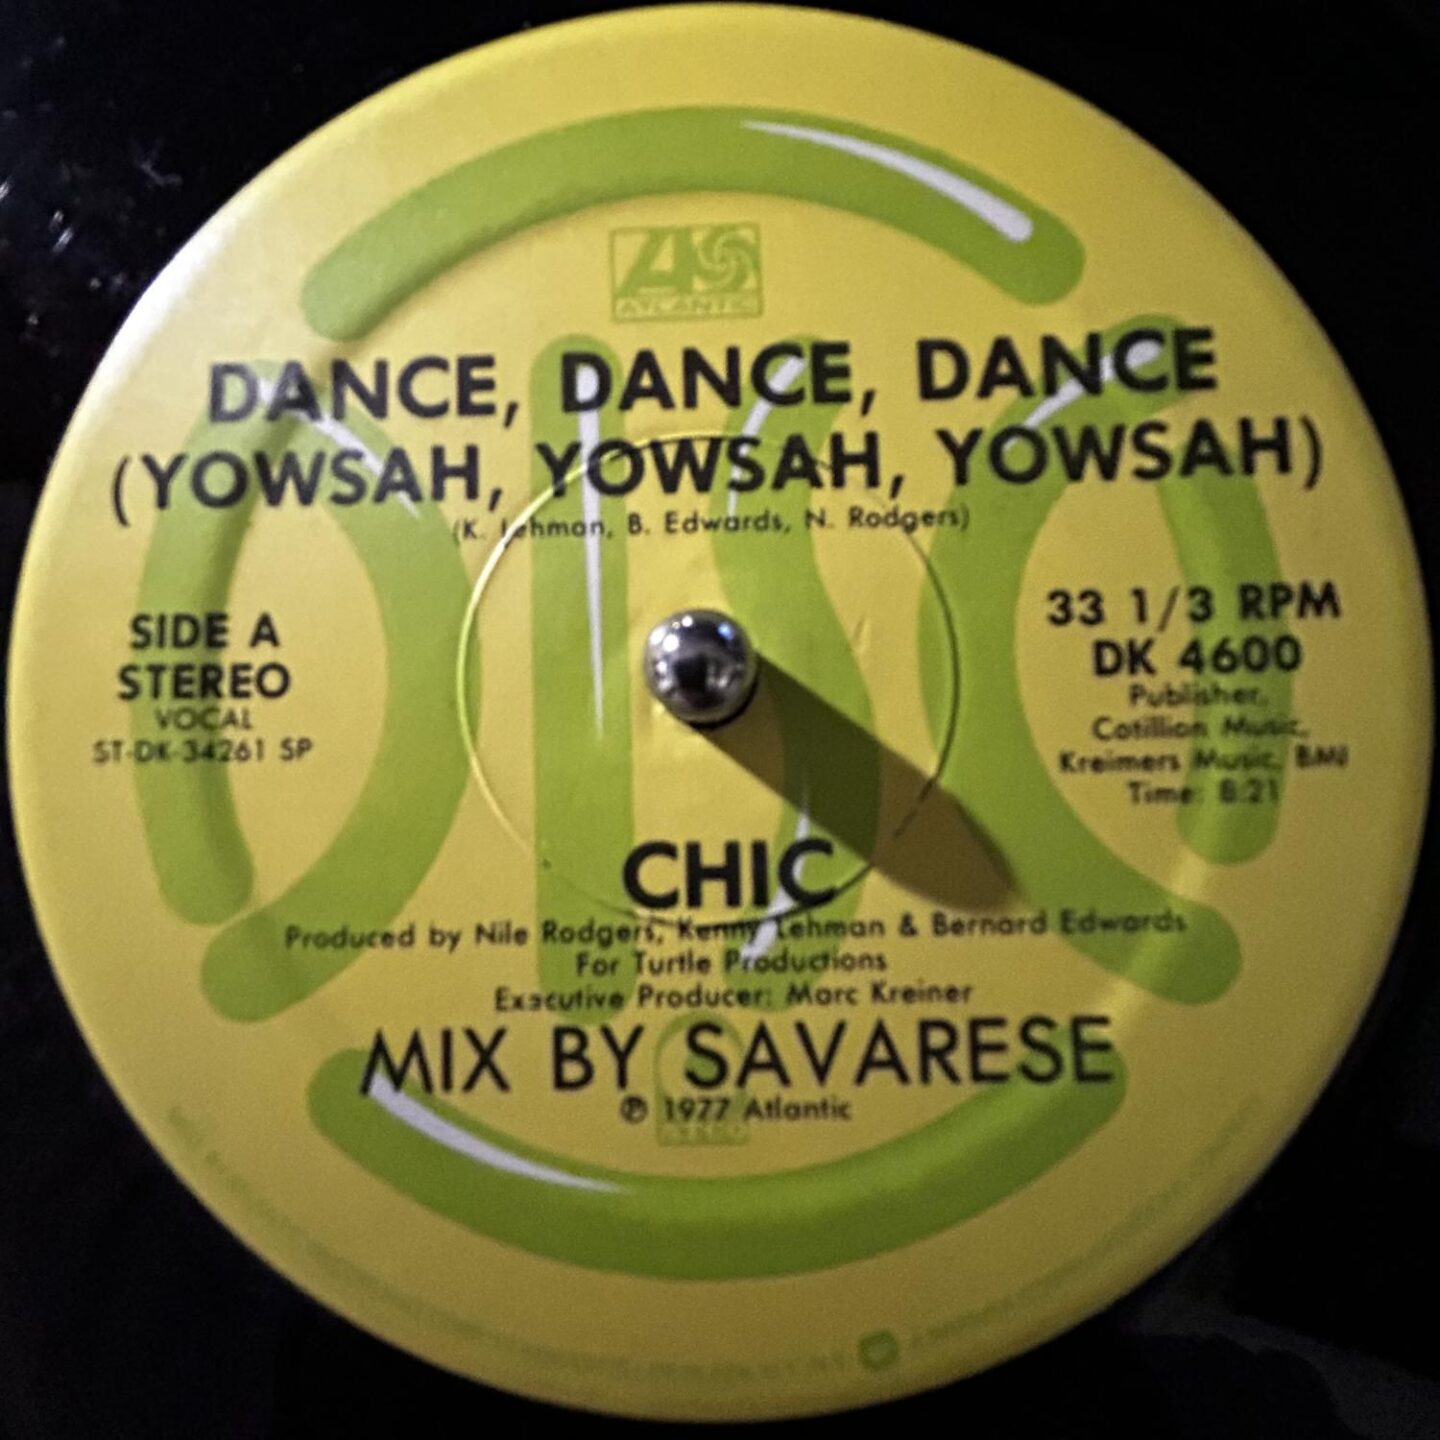 ATLANTIC
DANCE, DANCE, DANCE
(YOWSAH, YOWSAH, YOWSAH)
(K. Lehman, B. Edwards, N. Rodgers)
SIDE A
STEREO
VOCAL
ST-DK-34261 SP
33 1/3 RPM
DK 4600
Publisher,
Cotillion Music,
Kreimers Music, BMI
Time: 8:21
DISCO
CHIC
Produced by Nile Rodgers, Kenny Lehman & Bernard Edwards
For Turtle Productions
Executive Producer: Marc Kreiner
MIX BY SAVARESE
℗ 1977 Atlantic